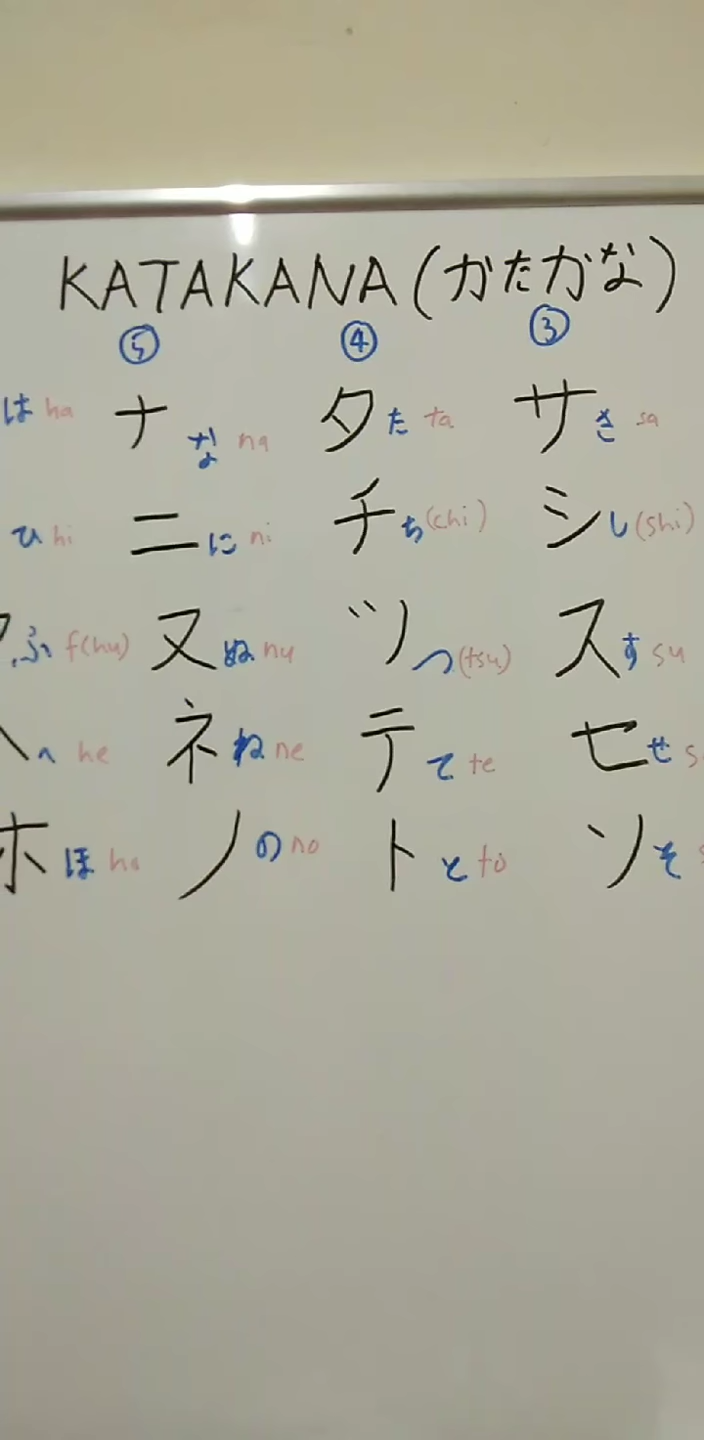 KATAKANA (かたかな)
⑤ ④ ③
は ha ナ な na タ た ta サ さ sa
ひ hi ニ に ni チ ち (chi) シ し (shi)
ふ f(hu) ヌ ぬ nu ツ つ (tsu) ス す su
ヘ へ he ネ ね ne テ て te セ せ s
ホ ほ ho ノ の no ト と to ソ そ